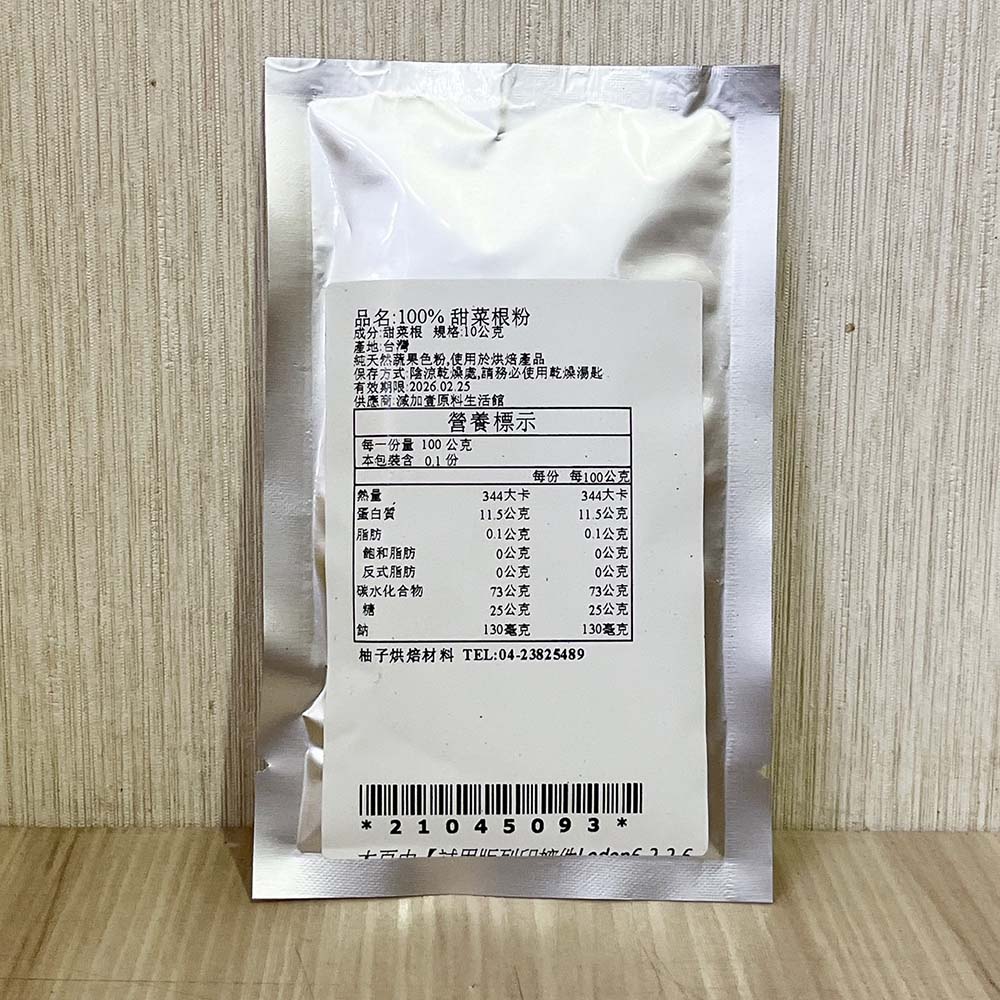 品名:100% 甜菜根粉
成分:甜菜根 規格:10公克
產地:台灣
純天然蔬果色粉,使用於烘焙產品
保存方式:陰涼乾燥處,請務必使用乾燥湯匙
有效期限:2026.02.25
供應商:減加壹原料生活館
營養標示
每一份量 100 公克
本包裝含 0.1 份
每份 每100公克
熱量 344大卡 344大卡
蛋白質 11.5公克 11.5公克
脂肪 0.1公克 0.1公克
飽和脂肪 0公克 0公克
反式脂肪 0公克 0公克
碳水化合物 73公克 73公克
糖 25公克 25公克
鈉 130毫克 130毫克
柚子烘焙材料 TEL:04-23825489
*21045093*